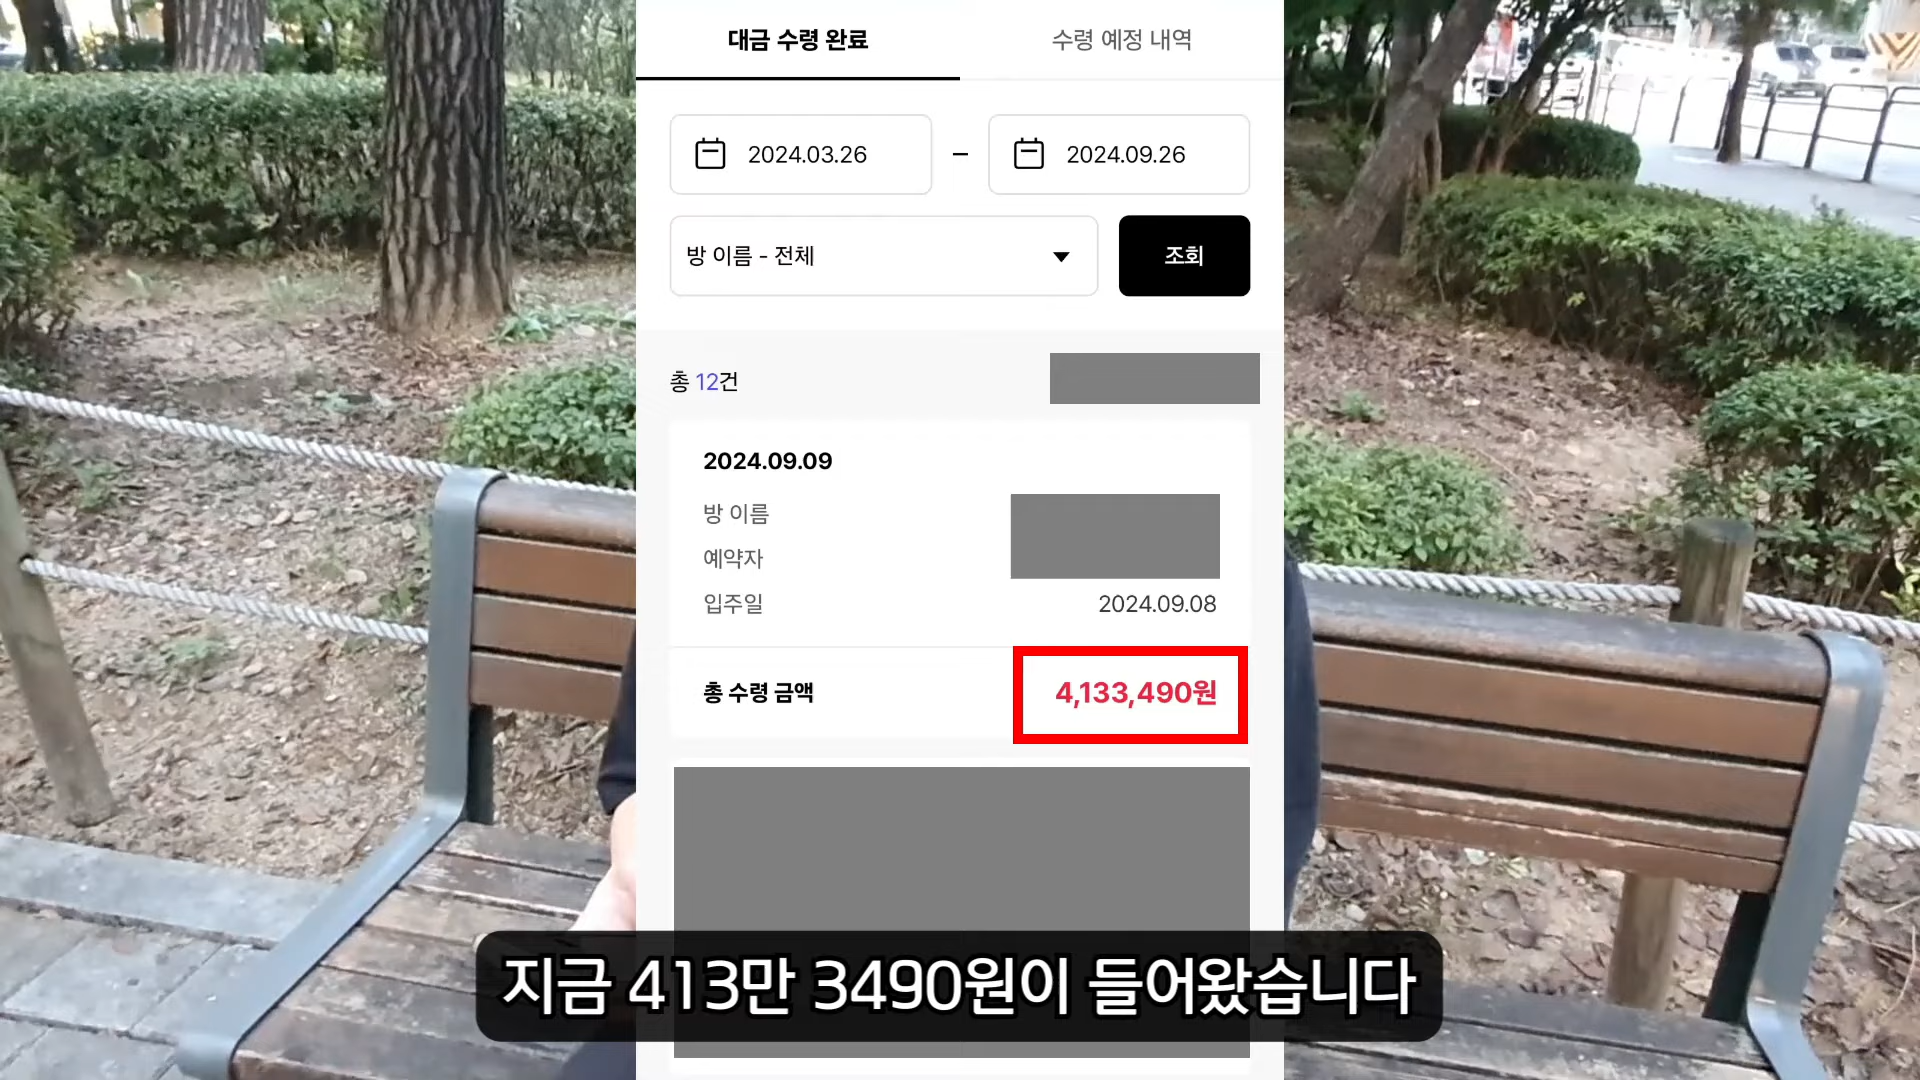 대금 수령 완료
수령 예정 내역
2024.03.26 – 2024.09.26
방 이름 - 전체
조회
총 12건
2024.09.09
방 이름
예약자
입주일 2024.09.08
총 수령 금액 4,133,490원
지금 413만 3490원이 들어왔습니다